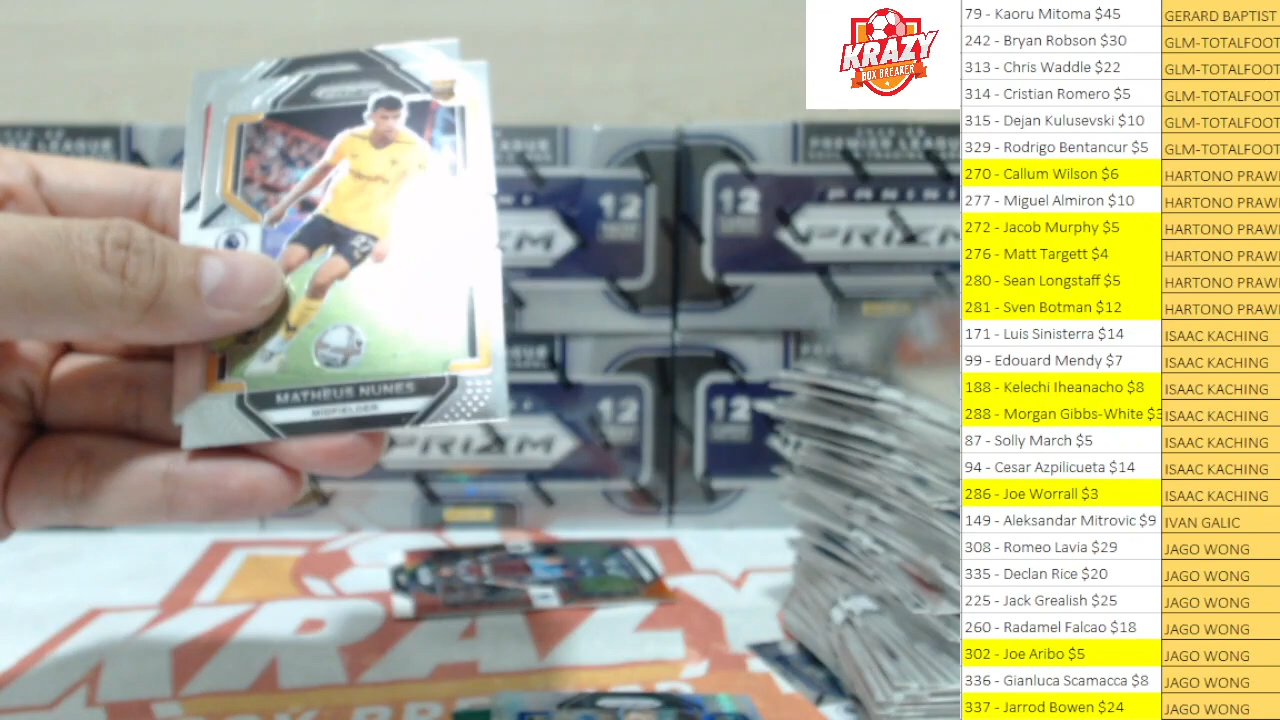 KRAZY
BOX BREAKER
MATHEUS NUNES
MIDFIELDER
PREMIER LEAGUE
PANINI
PRIZM
12
12
PRIZM
12
12
KRAZY
79 - Kaoru Mitoma $45 GERARD BAPTIST
242 - Bryan Robson $30 GLM-TOTALFOOT
313 - Chris Waddle $22 GLM-TOTALFOOT
314 - Cristian Romero $5 GLM-TOTALFOOT
315 - Dejan Kulusevski $10 GLM-TOTALFOOT
329 - Rodrigo Bentancur $5 GLM-TOTALFOOT
270 - Callum Wilson $6 HARTONO PRAWI
277 - Miguel Almiron $10 HARTONO PRAWI
272 - Jacob Murphy $5 HARTONO PRAWI
276 - Matt Targett $4 HARTONO PRAWI
280 - Sean Longstaff $5 HARTONO PRAWI
281 - Sven Botman $12 HARTONO PRAWI
171 - Luis Sinisterra $14 ISAAC KACHING
99 - Edouard Mendy $7 ISAAC KACHING
188 - Kelechi Iheanacho $8 ISAAC KACHING
288 - Morgan Gibbs-White $3 ISAAC KACHING
87 - Solly March $5 ISAAC KACHING
94 - Cesar Azpilicueta $14 ISAAC KACHING
286 - Joe Worrall $3 ISAAC KACHING
149 - Aleksandar Mitrovic $9 IVAN GALIC
308 - Romeo Lavia $29 JAGO WONG
335 - Declan Rice $20 JAGO WONG
225 - Jack Grealish $25 JAGO WONG
260 - Radamel Falcao $18 JAGO WONG
302 - Joe Aribo $5 JAGO WONG
336 - Gianluca Scamacca $8 JAGO WONG
337 - Jarrod Bowen $24 JAGO WONG